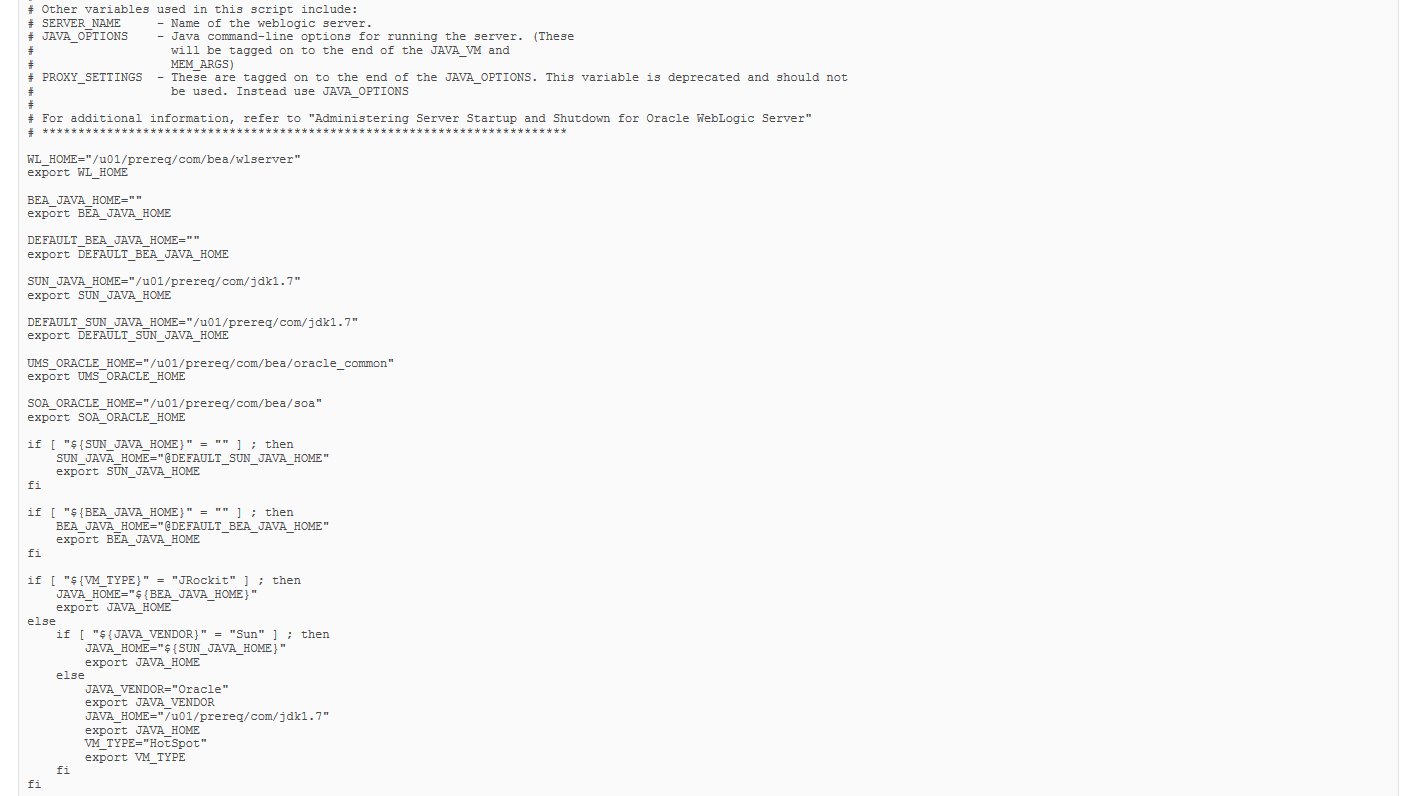 # Other variables used in this script include:
# SERVER_NAME     - Name of the weblogic server.
# JAVA_OPTIONS    - Java command-line options for running the server. (These
#                   will be tagged on to the end of the JAVA_VM and
#                   MEM_ARGS)
# PROXY_SETTINGS  - These are tagged on to the end of the JAVA_OPTIONS. This variable is deprecated and should not
#                   be used. Instead use JAVA_OPTIONS
#
# For additional information, refer to "Administering Server Startup and Shutdown for Oracle WebLogic Server"
# *************************************************************************

WL_HOME="/u01/prereq/com/bea/wlserver"
export WL_HOME

BEA_JAVA_HOME=""
export BEA_JAVA_HOME

DEFAULT_BEA_JAVA_HOME=""
export DEFAULT_BEA_JAVA_HOME

SUN_JAVA_HOME="/u01/prereq/com/jdk1.7"
export SUN_JAVA_HOME

DEFAULT_SUN_JAVA_HOME="/u01/prereq/com/jdk1.7"
export DEFAULT_SUN_JAVA_HOME

UMS_ORACLE_HOME="/u01/prereq/com/bea/oracle_common"
export UMS_ORACLE_HOME

SOA_ORACLE_HOME="/u01/prereq/com/bea/soa"
export SOA_ORACLE_HOME

if [ "${SUN_JAVA_HOME}" = "" ] ; then
    SUN_JAVA_HOME="@DEFAULT_SUN_JAVA_HOME"
    export SUN_JAVA_HOME
fi

if [ "${BEA_JAVA_HOME}" = "" ] ; then
    BEA_JAVA_HOME="@DEFAULT_BEA_JAVA_HOME"
    export BEA_JAVA_HOME
fi

if [ "${VM_TYPE}" = "JRockit" ] ; then
    JAVA_HOME="${BEA_JAVA_HOME}"
    export JAVA_HOME
else
    if [ "${JAVA_VENDOR}" = "Sun" ] ; then
        JAVA_HOME="${SUN_JAVA_HOME}"
        export JAVA_HOME
    else
        JAVA_VENDOR="Oracle"
        export JAVA_VENDOR
        JAVA_HOME="/u01/prereq/com/jdk1.7"
        export JAVA_HOME
        VM_TYPE="HotSpot"
        export VM_TYPE
    fi
fi